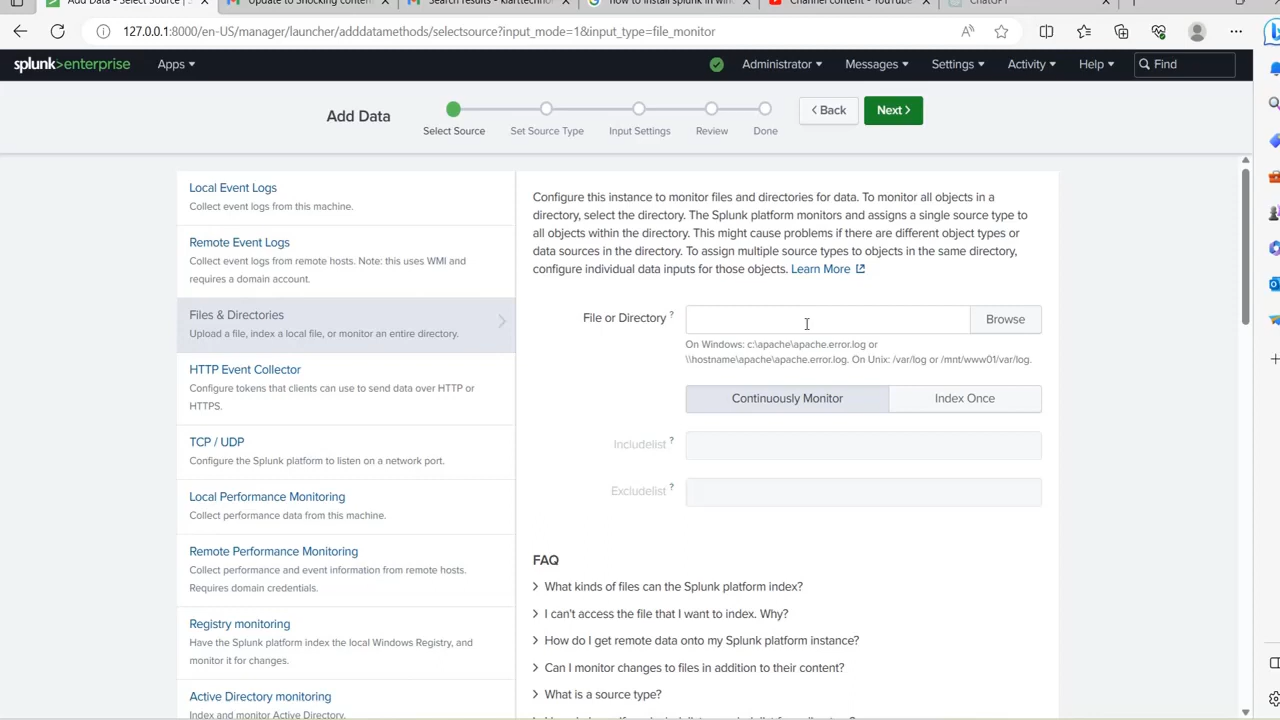 Add Data - Select Source
Update to Shocking conten
Search results - klarttechno
how to install splunk in wind
Channel content - YouTube
ChatGPT
127.0.0.1:8000/en-US/manager/launcher/adddatamethods/selectsource?input_mode=1&input_type=file_monitor
splunk>enterprise
Apps
Administrator
Messages
Settings
Activity
Help
Find
Add Data
Select Source
Set Source Type
Input Settings
Review
Done
< Back
Next >
Local Event Logs
Collect event logs from this machine.
Remote Event Logs
Collect event logs from remote hosts. Note: this uses WMI and
requires a domain account.
Files & Directories
Upload a file, index a local file, or monitor an entire directory.
HTTP Event Collector
Configure tokens that clients can use to send data over HTTP or
HTTPS.
TCP / UDP
Configure the Splunk platform to listen on a network port.
Local Performance Monitoring
Collect performance data from this machine.
Remote Performance Monitoring
Collect performance and event information from remote hosts.
Requires domain credentials.
Registry monitoring
Have the Splunk platform index the local Windows Registry, and
monitor it for changes.
Active Directory monitoring
Index and monitor Active Directory.
Configure this instance to monitor files and directories for data. To monitor all objects in a
directory, select the directory. The Splunk platform monitors and assigns a single source type to
all objects within the directory. This might cause problems if there are different object types or
data sources in the directory. To assign multiple source types to objects in the same directory,
configure individual data inputs for those objects. Learn More
File or Directory ?
Browse
On Windows: c:\apache\apache.error.log or
\\hostname\apache\apache.error.log. On Unix: /var/log or /mnt/www01/var/log.
Continuously Monitor
Index Once
Includelist ?
Excludelist ?
FAQ
> What kinds of files can the Splunk platform index?
> I can't access the file that I want to index. Why?
> How do I get remote data onto my Splunk platform instance?
> Can I monitor changes to files in addition to their content?
> What is a source type?